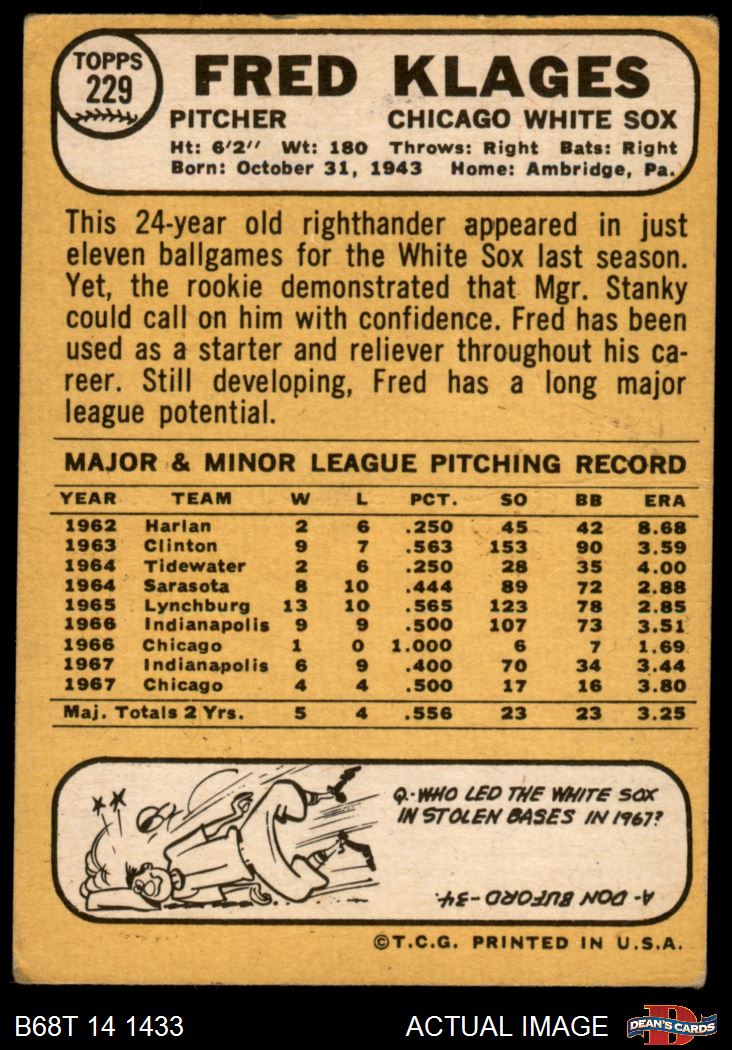 TOPPS
229
FRED KLAGES
PITCHER CHICAGO WHITE SOX
Ht: 6'2" Wt: 180 Throws: Right Bats: Right
Born: October 31, 1943 Home: Ambridge, Pa.
This 24-year old righthander appeared in just
eleven ballgames for the White Sox last season.
Yet, the rookie demonstrated that Mgr. Stanky
could call on him with confidence. Fred has been
used as a starter and reliever throughout his ca-
reer. Still developing, Fred has a long major
league potential.
MAJOR & MINOR LEAGUE PITCHING RECORD
YEAR TEAM W L PCT. SO BB ERA
1962 Harlan 2 6 .250 45 42 8.68
1963 Clinton 9 7 .563 153 90 3.59
1964 Tidewater 2 6 .250 28 35 4.00
1964 Sarasota 8 10 .444 89 72 2.88
1965 Lynchburg 13 10 .565 123 78 2.85
1966 Indianapolis 9 9 .500 107 73 3.51
1966 Chicago 1 0 1.000 6 7 1.69
1967 Indianapolis 6 9 .400 70 34 3.44
1967 Chicago 4 4 .500 17 16 3.80
Maj. Totals 2 Yrs. 5 4 .556 23 23 3.25
Q-WHO LED THE WHITE SOX
IN STOLEN BASES IN 1967?
A-DON BUFORD-34.
©T.C.G. PRINTED IN U.S.A.
B68T 14 1433 ACTUAL IMAGE
D
DEAN'S CARDS